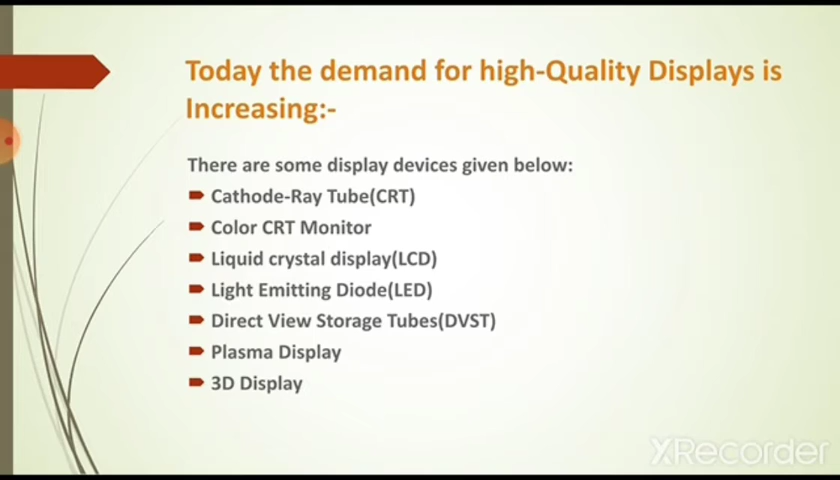 Today the demand for high-Quality Displays is
Increasing:-
There are some display devices given below:
Cathode-Ray Tube(CRT)
Color CRT Monitor
Liquid crystal display(LCD)
Light Emitting Diode(LED)
Direct View Storage Tubes(DVST)
Plasma Display
3D Display
XRecorder